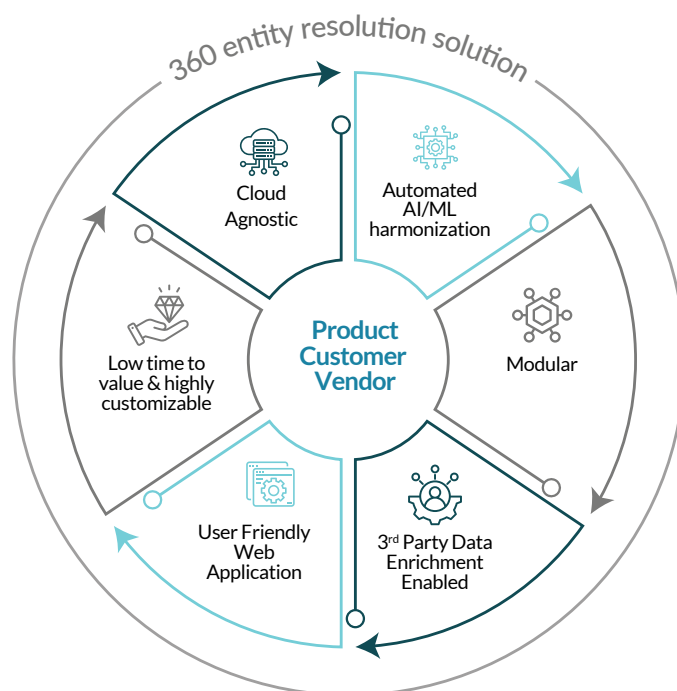 360 entity resolution solution
Cloud
Agnostic
Automated
AI/ML
harmonization
Product
Customer
Vendor
Low time to
value & highly
customizable
Modular
User Friendly
Web
Application
3rd Party Data
Enrichment
Enabled